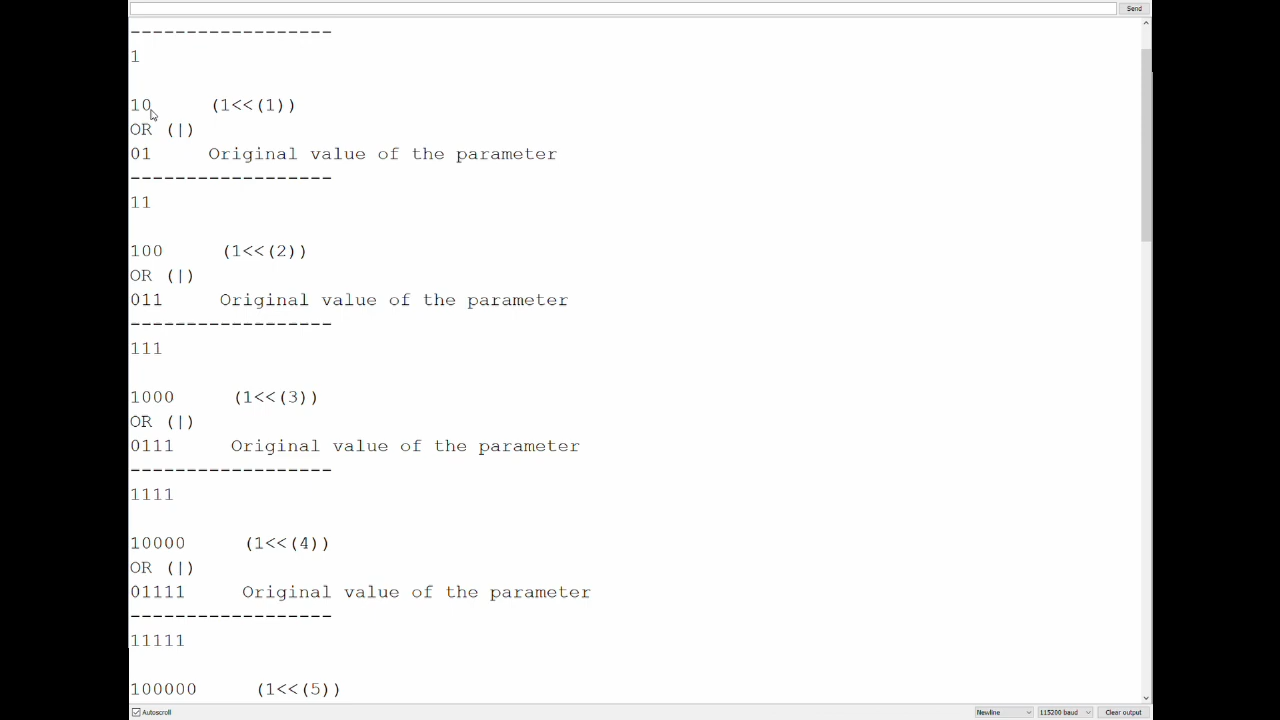 Send
-----------------
1
10 (1<<(1))
OR (|)
01 Original value of the parameter
-----------------
11
100 (1<<(2))
OR (|)
011 Original value of the parameter
-----------------
111
1000 (1<<(3))
OR (|)
0111 Original value of the parameter
-----------------
1111
10000 (1<<(4))
OR (|)
01111 Original value of the parameter
-----------------
11111
100000 (1<<(5))
Autoscroll Newline 115200 baud Clear output